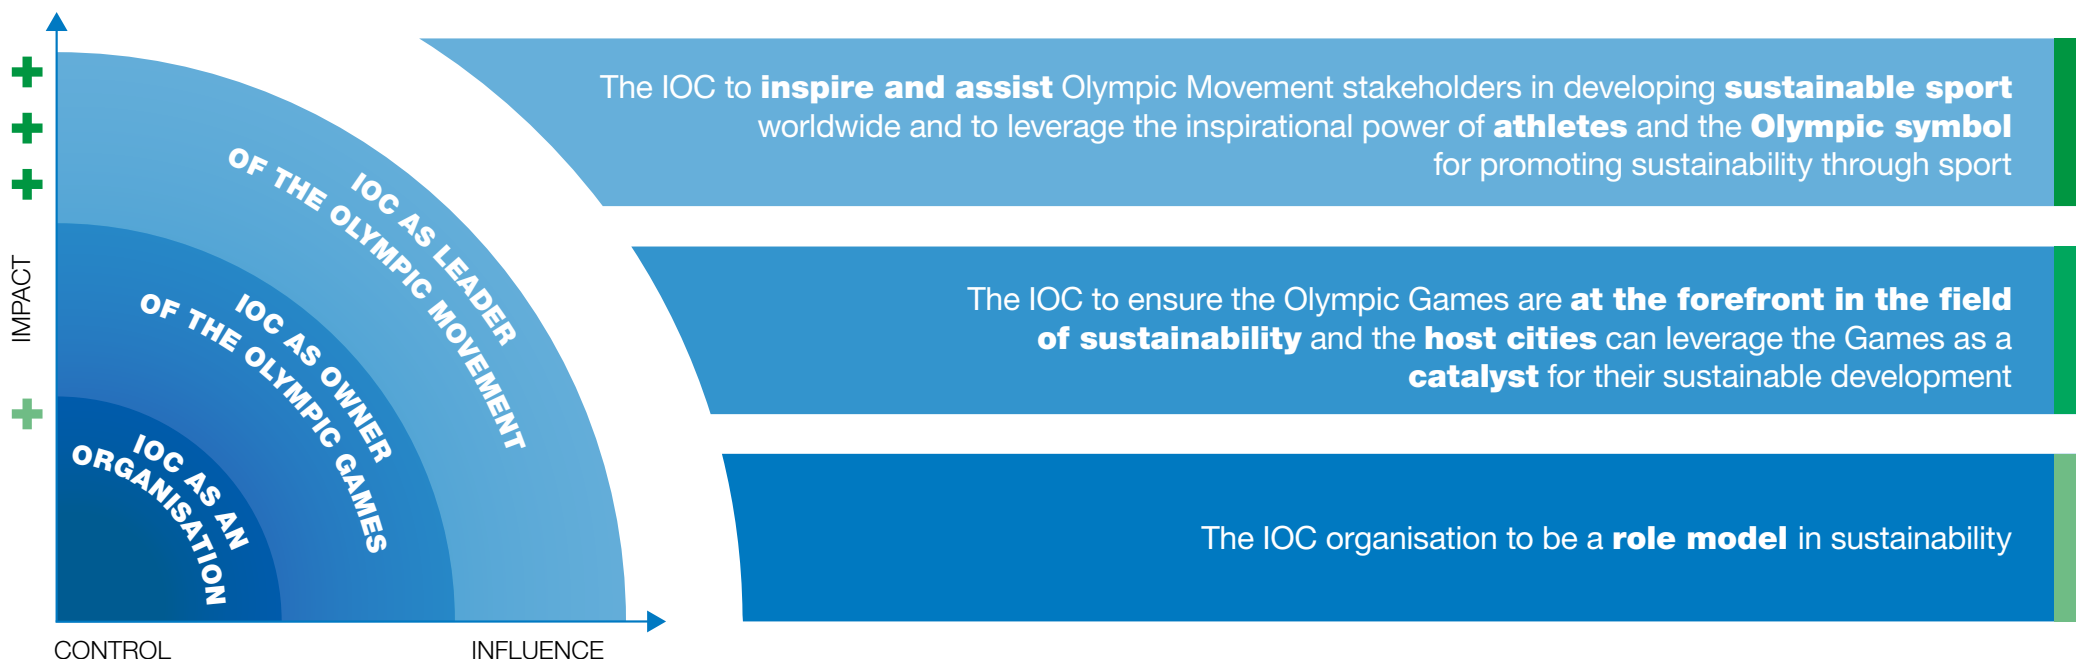 IMPACT
IOC AS LEADER
OF THE OLYMPIC MOVEMENT
IOC AS OWNER
OF THE OLYMPIC GAMES
IOC AS AN
ORGANISATION
CONTROL
INFLUENCE
The IOC to inspire and assist Olympic Movement stakeholders in developing sustainable sport
worldwide and to leverage the inspirational power of athletes and the Olympic symbol
for promoting sustainability through sport
The IOC to ensure the Olympic Games are at the forefront in the field
of sustainability and the host cities can leverage the Games as a
catalyst for their sustainable development
The IOC organisation to be a role model in sustainability